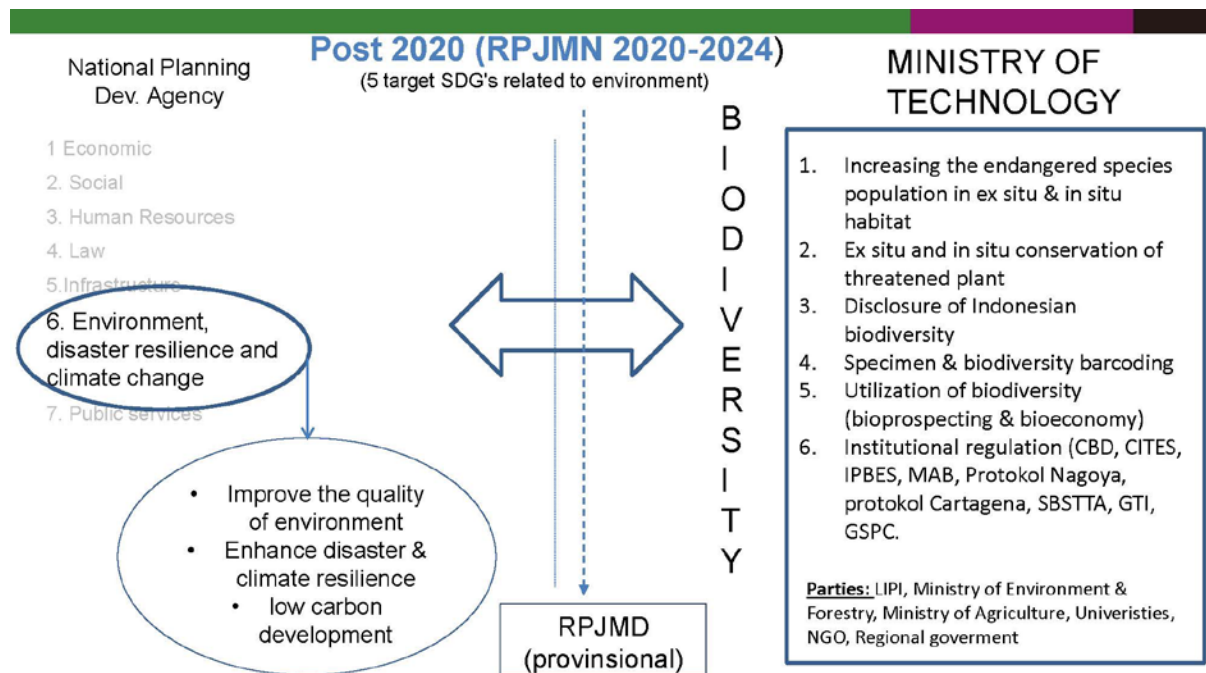 Post 2020 (RPJMN 2020-2024)
(5 target SDG's related to environment)
National Planning
Dev. Agency
1 Economic
2. Social
3. Human Resources
4. Law
5.Infrastructure
6. Environment,
disaster resilience and
climate change
7. Public services
• Improve the quality
of environment
• Enhance disaster &
climate resilience
• low carbon
development
RPJMD
(provinsional)
B
I
O
D
I
V
E
R
S
I
T
Y
MINISTRY OF
TECHNOLOGY
1. Increasing the endangered species
population in ex situ & in situ
habitat
2. Ex situ and in situ conservation of
threatened plant
3. Disclosure of Indonesian
biodversity
4. Specimen & biodversity barcoding
5. Utilization of biodversity
(bioprospecting & bioeconomy)
6. Institutional regulation (CBD, CITES,
IPBES, MAB, Protokol Nagoya,
protokol Cartagena, SBSTTA, GTI,
GSPC.
Parties: LIPI, Ministry of Environment &
Forestry, Ministry of Agriculture, Univeristies,
NGO, Regional goverment